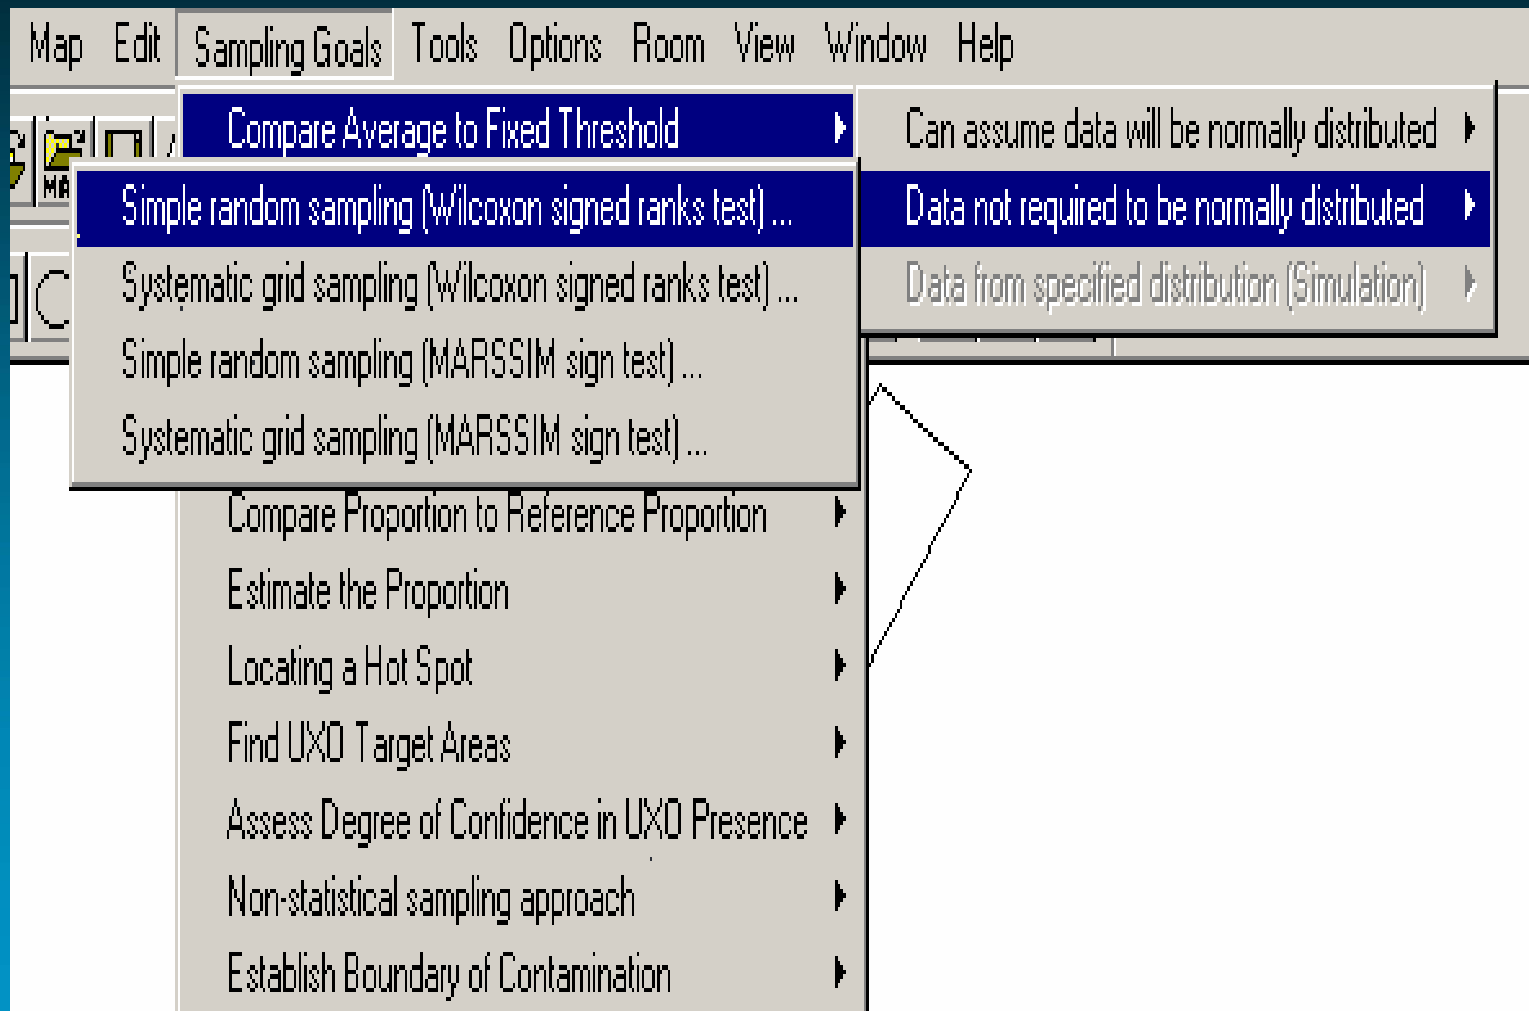 Map Edit Sampling Goals Tools Options Room View Window Help
Compare Average to Fixed Threshold
Can assume data will be normally distributed
Data not required to be normally distributed
Data from specified distribution (Simulation)
Simple random sampling (Wilcoxon signed ranks test) ...
Systematic grid sampling (Wilcoxon signed ranks test) ...
Simple random sampling (MARSSIM sign test) ...
Systematic grid sampling (MARSSIM sign test) ...
Compare Proportion to Reference Proportion
Estimate the Proportion
Locating a Hot Spot
Find UXO Target Areas
Assess Degree of Confidence in UXO Presence
Non-statistical sampling approach
Establish Boundary of Contamination